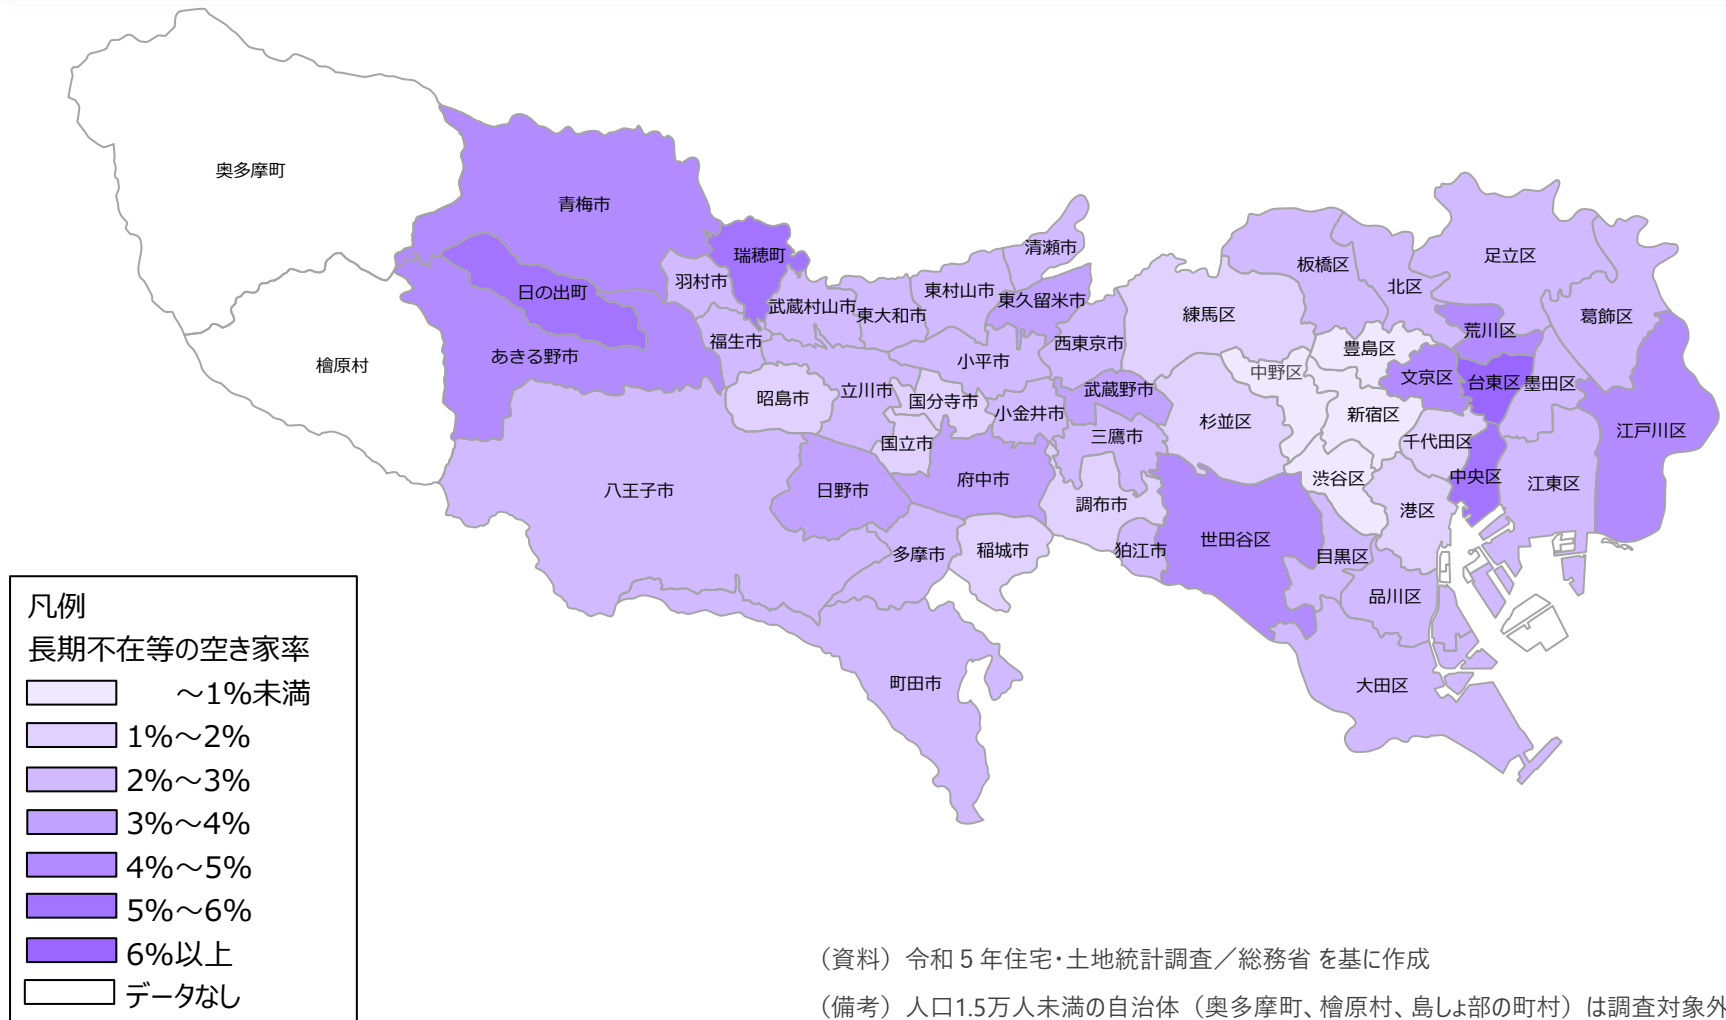 奥多摩町
青梅市
瑞穂町
清瀬市
日の出町
羽村市
武蔵村山市
東大和市
東村山市
東久留米市
板橋区
北区
足立区
練馬区
葛飾区
荒川区
檜原村
あきる野市
福生市
小平市
西東京市
豊島区
中野区
文京区
台東区
墨田区
昭島市
立川市
国分寺市
小金井市
武蔵野市
杉並区
新宿区
千代田区
江戸川区
国立市
三鷹市
八王子市
日野市
府中市
調布市
渋谷区
中央区
江東区
港区
多摩市
稲城市
狛江市
世田谷区
目黒区
品川区
町田市
大田区
凡例
長期不在等の空き家率
～1%未満
1%～2%
2%～3%
3%～4%
4%～5%
5%～6%
6%以上
データなし
（資料）令和５年住宅・土地統計調査／総務省 を基に作成
（備考）人口1.5万人未満の自治体（奥多摩町、檜原村、島しょ部の町村）は調査対象外